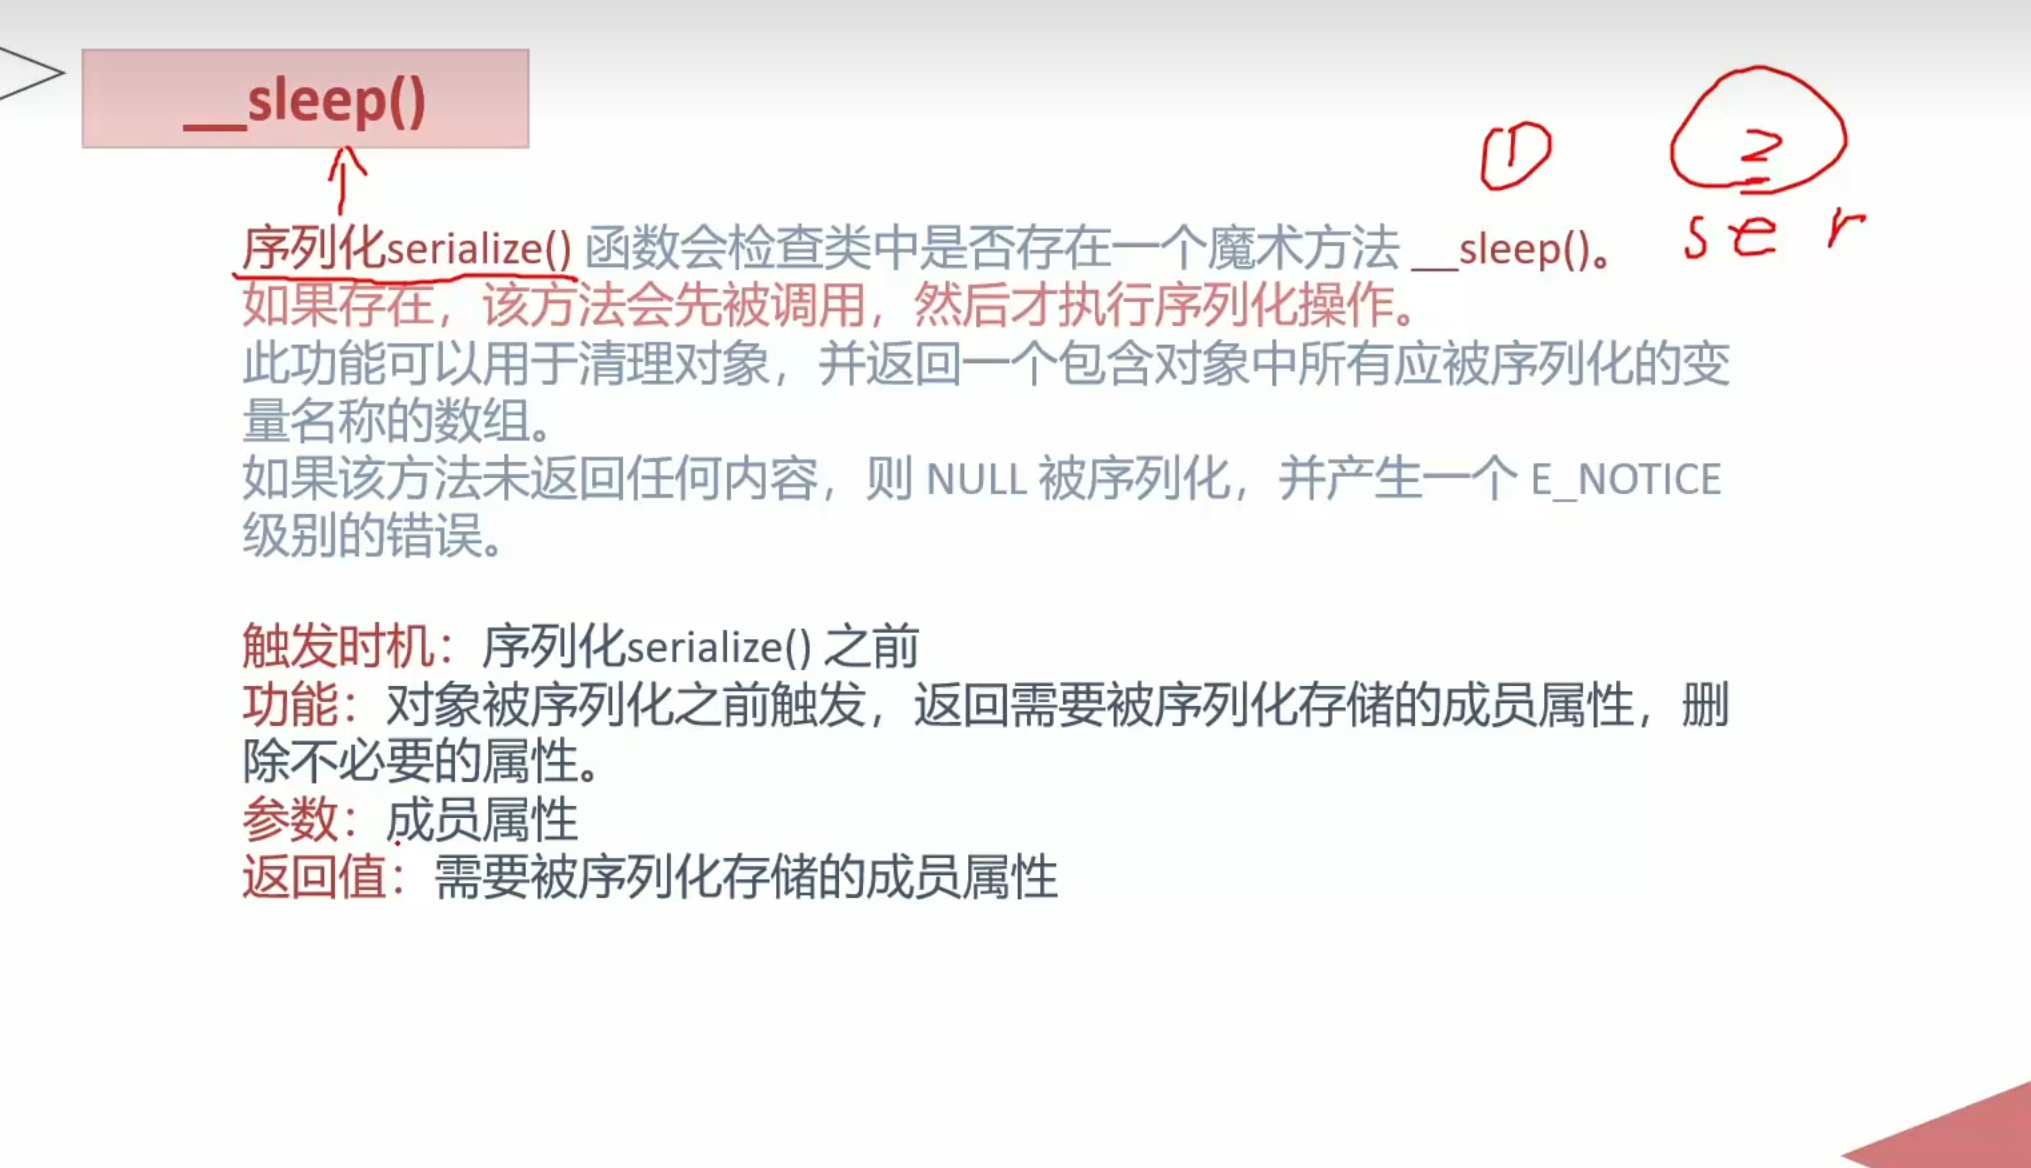 __sleep()
① 2
ser
序列化serialize() 函数会检查类中是否存在一个魔术方法 __sleep()。
如果存在，该方法会先被调用，然后才执行序列化操作。
此功能可以用于清理对象，并返回一个包含对象中所有应被序列化的变
量名称的数组。
如果该方法未返回任何内容，则 NULL 被序列化，并产生一个 E_NOTICE
级别的错误。
触发时机：序列化serialize() 之前
功能：对象被序列化之前触发，返回需要被序列化存储的成员属性，删
除不必要的属性。
参数：成员属性
返回值：需要被序列化存储的成员属性